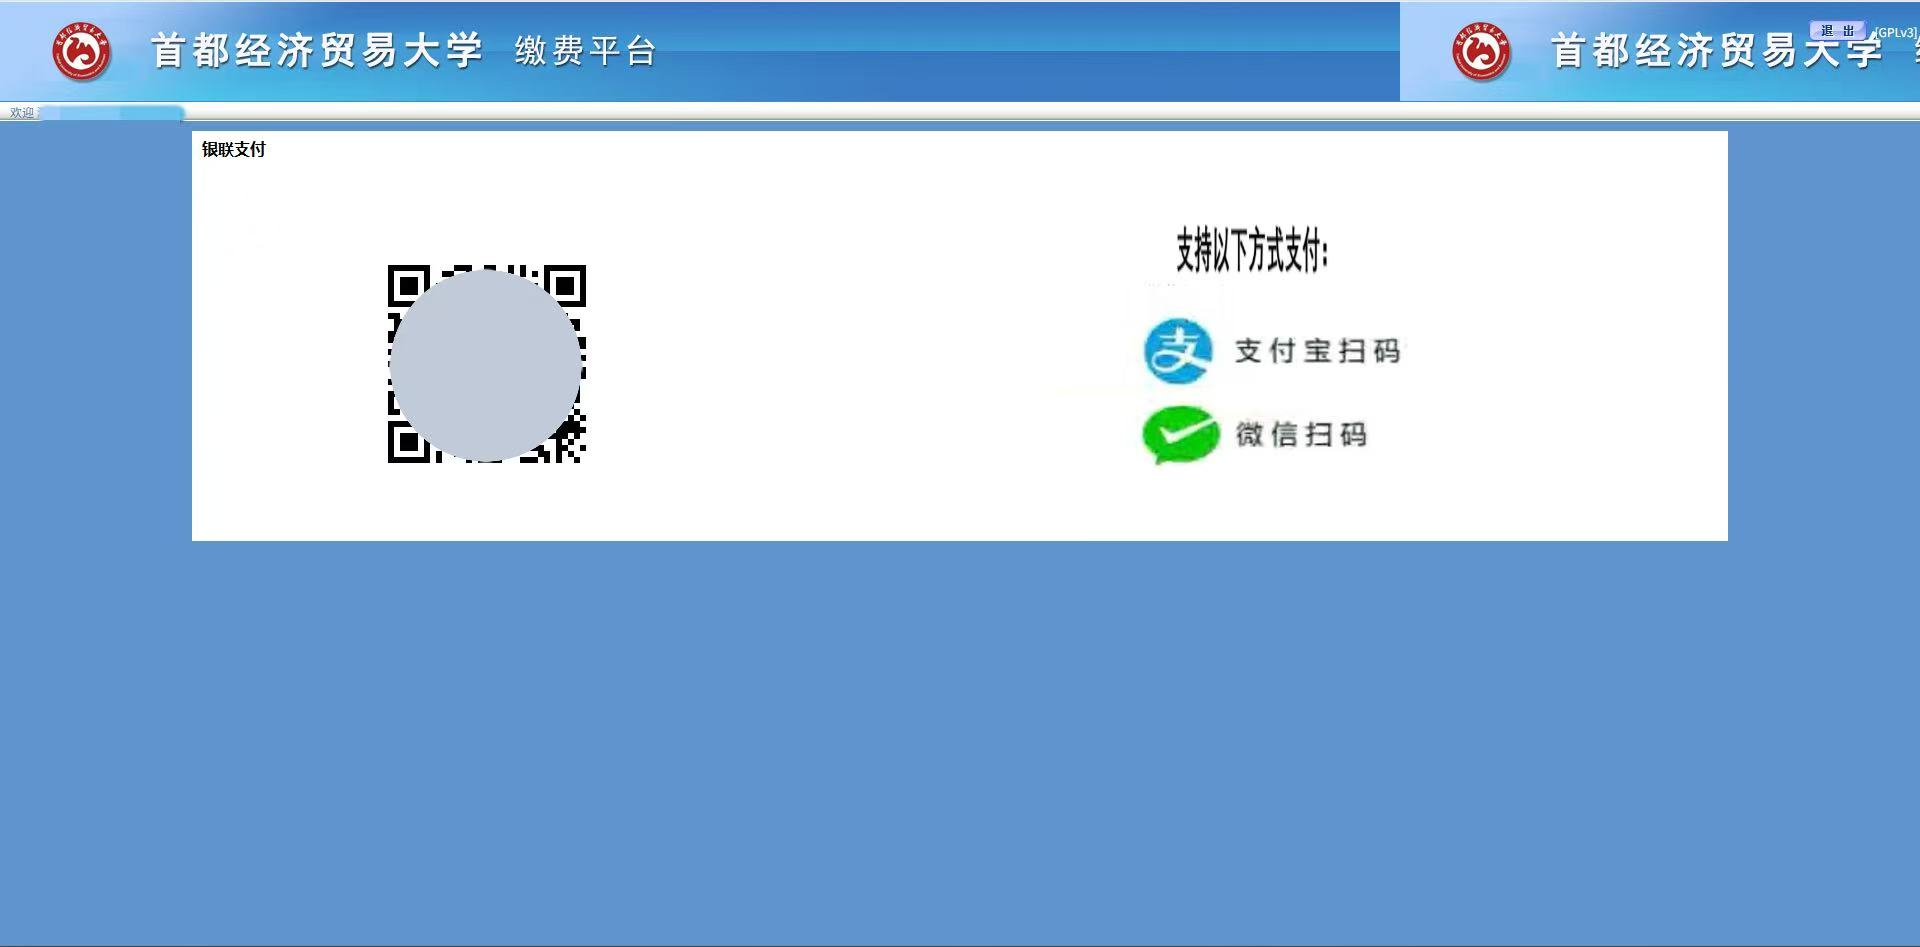 首都经济贸易大学 缴费平台
首都经济贸易大学
退 出
[GPLv3]
欢迎
银联支付
支持以下方式支付:
支付宝扫码
微信扫码